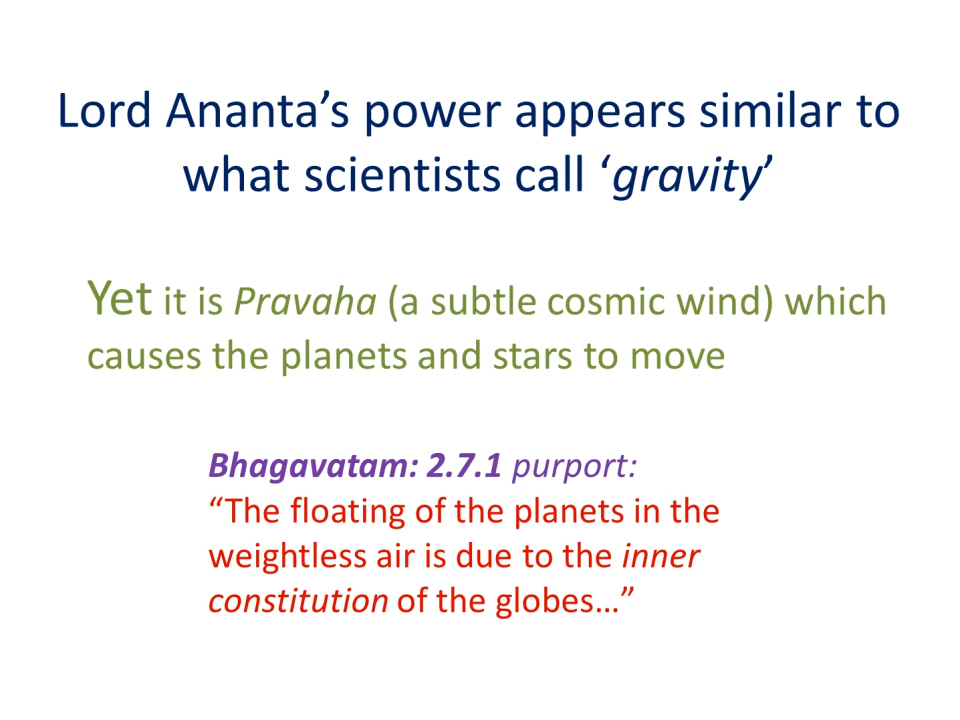 Lord Ananta’s power appears similar to
what scientists call ‘gravity’
Yet it is Pravaha (a subtle cosmic wind) which
causes the planets and stars to move
Bhagavatam: 2.7.1 purport:
“The floating of the planets in the
weightless air is due to the inner
constitution of the globes…”